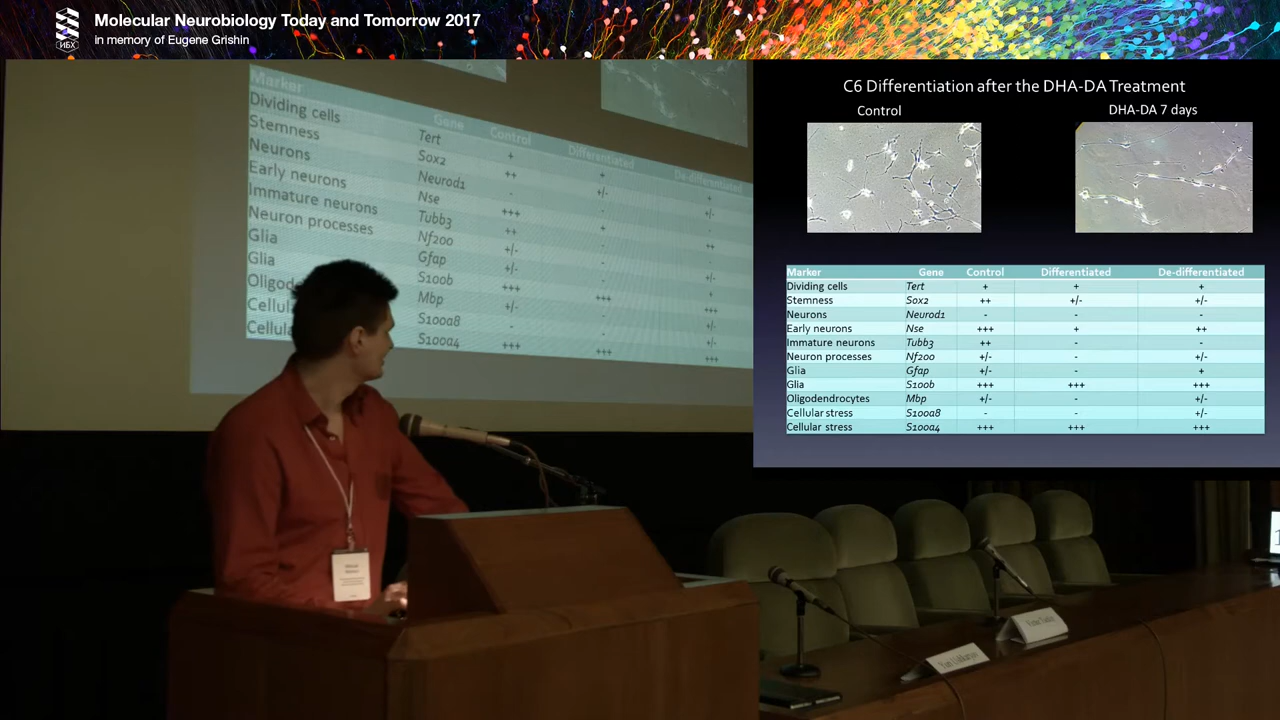 Molecular Neurobiology Today and Tomorrow 2017
in memory of Eugene Grishin
ИБХ
Marker Gene Control Differentiated De-differentiated
Dividing cells Tert + + +
Stemness Sox2 ++ +/- +/-
Neurons Neurod1 - - -
Early neurons Nse +++ + ++
Immature neurons Tubb3 ++ - -
Neuron processes Nf200 +/- - +/-
Glia Gfap +/- - +
Glia S100b +++ +++ +++
Mbp +/- - +/-
S100a8 - - +/-
S100a4 +++ +++ +++
C6 Differentiation after the DHA-DA Treatment
Control DHA-DA 7 days
Marker Gene Control Differentiated De-differentiated
Dividing cells Tert + + +
Stemness Sox2 ++ +/- +/-
Neurons Neurod1 - - -
Early neurons Nse +++ + ++
Immature neurons Tubb3 ++ - -
Neuron processes Nf200 +/- - +/-
Glia Gfap +/- - +
Glia S100b +++ +++ +++
Oligodendrocytes Mbp +/- - +/-
Cellular stress S100a8 - - +/-
Cellular stress S100a4 +++ +++ +++